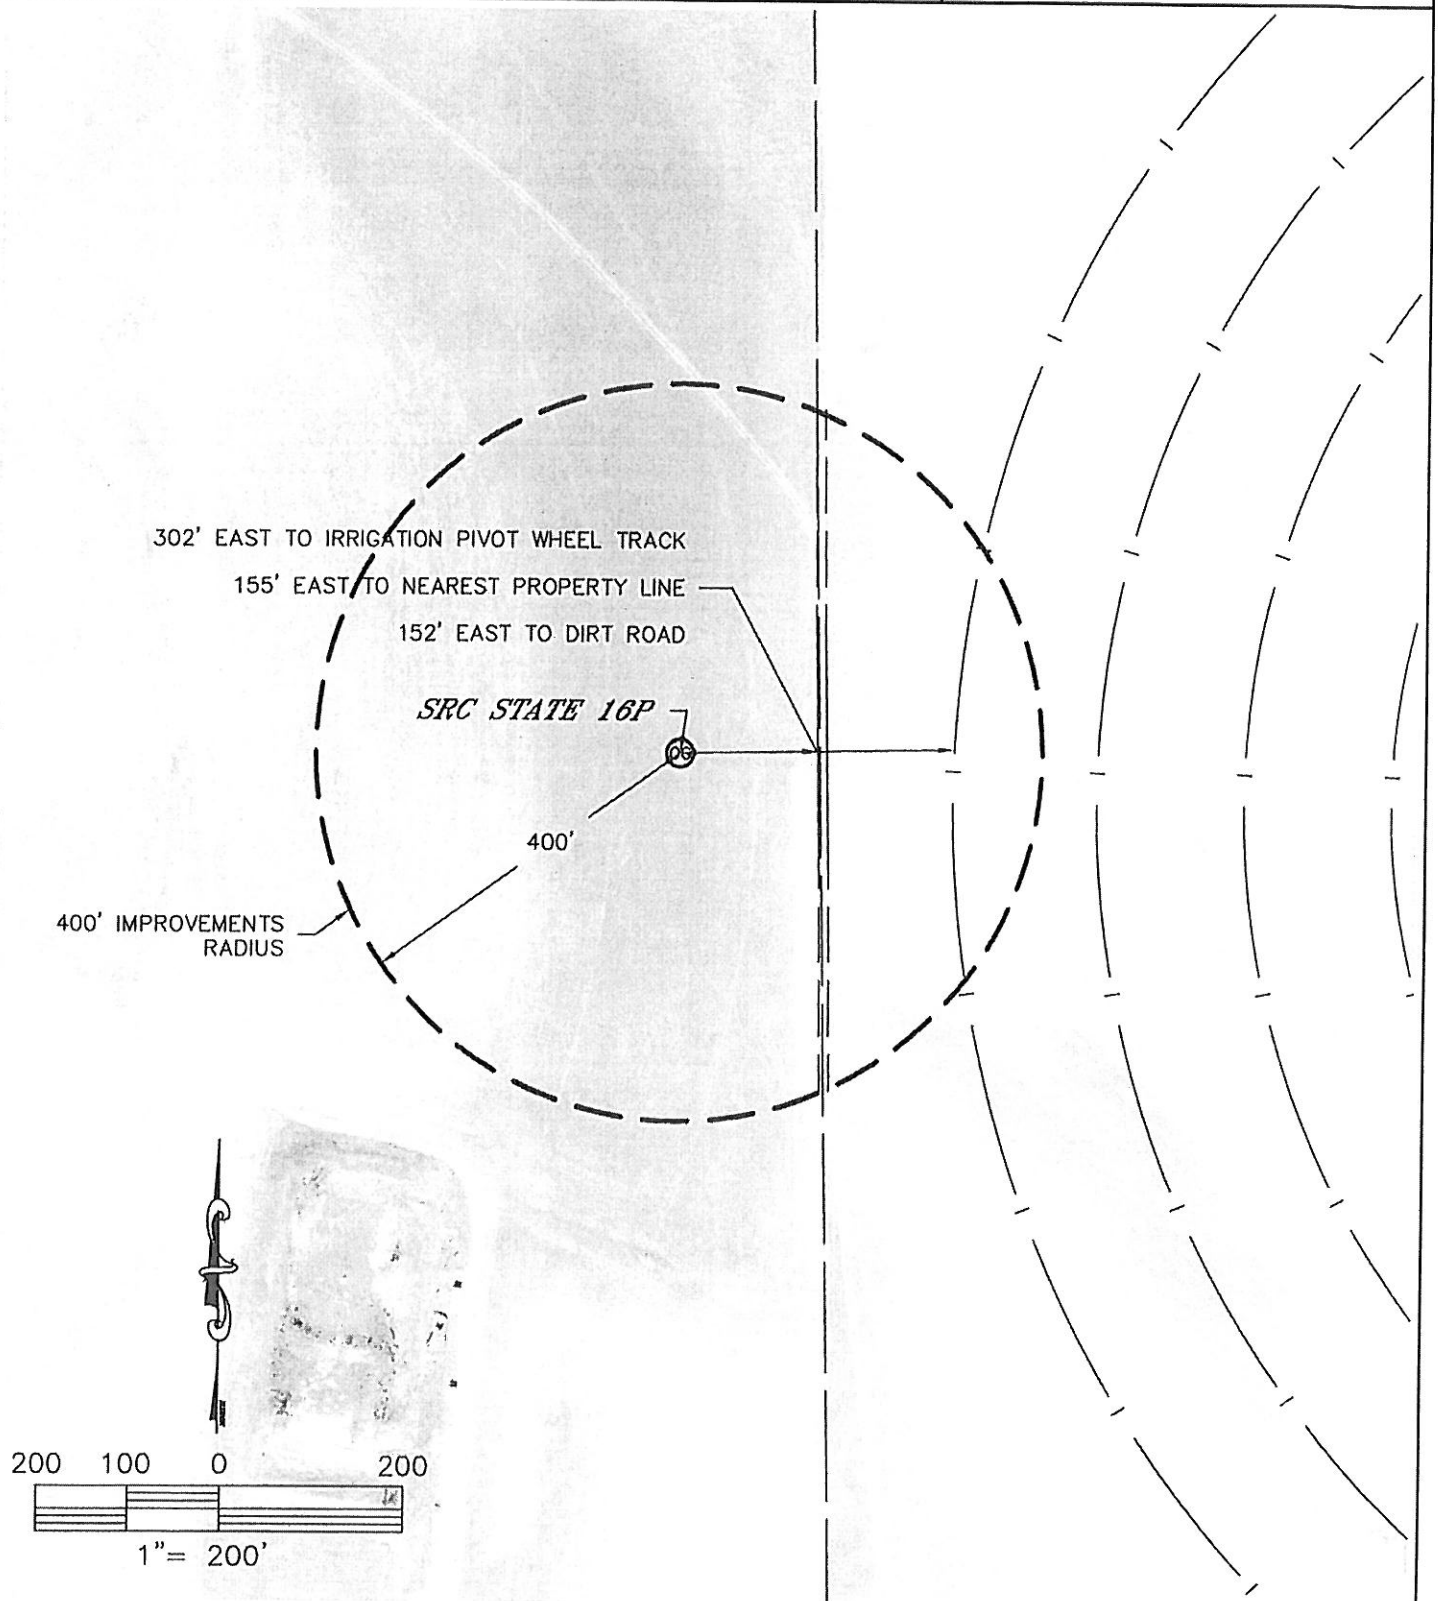 302' EAST TO IRRIGATION PIVOT WHEEL TRACK
155' EAST TO NEAREST PROPERTY LINE
152' EAST TO DIRT ROAD
SRC STATE 16P
OG
400'
400' IMPROVEMENTS
RADIUS
200 100 0 200
1"= 200'